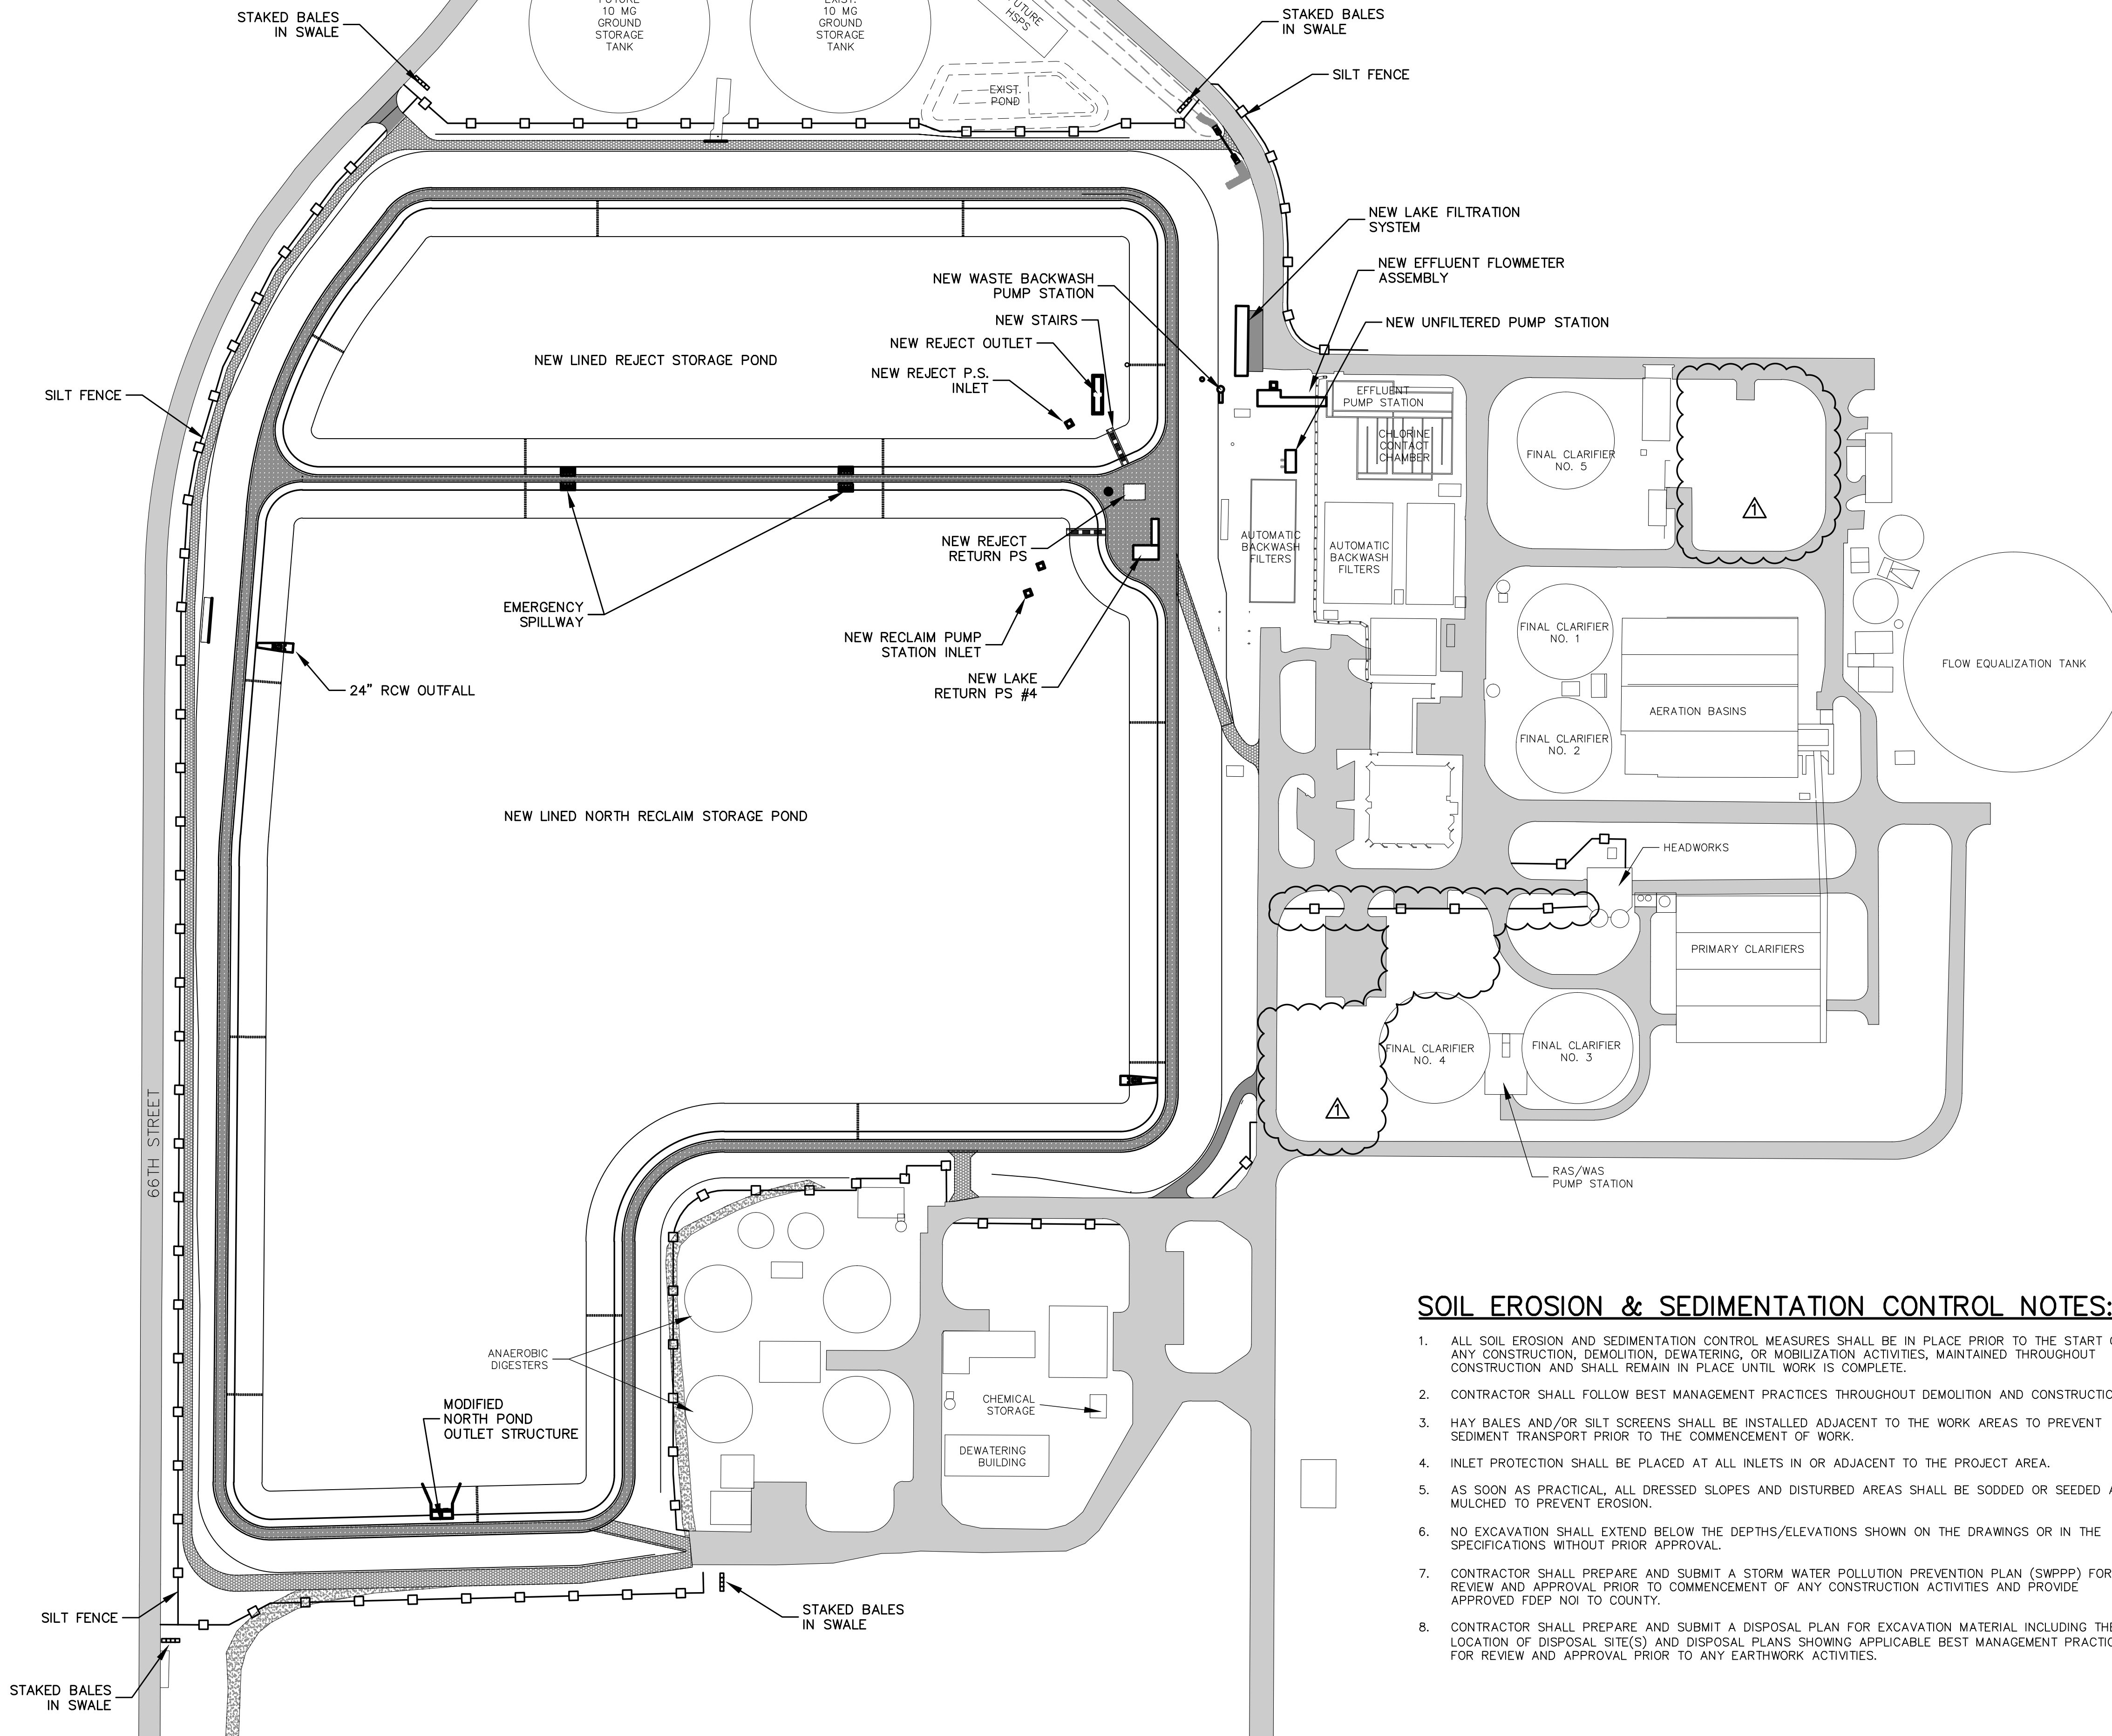 STAKED BALES
IN SWALE
10 MG
GROUND
STORAGE
TANK
10 MG
GROUND
STORAGE
TANK
HSPS
STAKED BALES
IN SWALE
SILT FENCE
EXIST.
POND
NEW LAKE FILTRATION
SYSTEM
NEW EFFLUENT FLOWMETER
ASSEMBLY
NEW UNFILTERED PUMP STATION
NEW WASTE BACKWASH
PUMP STATION
NEW STAIRS
NEW REJECT OUTLET
NEW REJECT P.S.
INLET
NEW LINED REJECT STORAGE POND
SILT FENCE
EFFLUENT
PUMP STATION
CHLORINE
CONTACT
CHAMBER
FINAL CLARIFIER
NO. 5
1
AUTOMATIC
BACKWASH
FILTERS
AUTOMATIC
BACKWASH
FILTERS
NEW REJECT
RETURN PS
EMERGENCY
SPILLWAY
NEW RECLAIM PUMP
STATION INLET
NEW LAKE
RETURN PS #4
24" RCW OUTFALL
FINAL CLARIFIER
NO. 1
FLOW EQUALIZATION TANK
AERATION BASINS
FINAL CLARIFIER
NO. 2
NEW LINED NORTH RECLAIM STORAGE POND
HEADWORKS
PRIMARY CLARIFIERS
FINAL CLARIFIER
NO. 4
FINAL CLARIFIER
NO. 3
1
66TH STREET
RAS/WAS
PUMP STATION
ANAEROBIC
DIGESTERS
MODIFIED
NORTH POND
OUTLET STRUCTURE
CHEMICAL
STORAGE
DEWATERING
BUILDING
SILT FENCE
STAKED BALES
IN SWALE
STAKED BALES
IN SWALE
SOIL EROSION & SEDIMENTATION CONTROL NOTES:
1. ALL SOIL EROSION AND SEDIMENTATION CONTROL MEASURES SHALL BE IN PLACE PRIOR TO THE START
ANY CONSTRUCTION, DEMOLITION, DEWATERING, OR MOBILIZATION ACTIVITIES, MAINTAINED THROUGHOUT
CONSTRUCTION AND SHALL REMAIN IN PLACE UNTIL WORK IS COMPLETE.
2. CONTRACTOR SHALL FOLLOW BEST MANAGEMENT PRACTICES THROUGHOUT DEMOLITION AND
3. HAY BALES AND/OR SILT SCREENS SHALL BE INSTALLED ADJACENT TO THE WORK AREAS TO PREVENT
SEDIMENT TRANSPORT PRIOR TO THE COMMENCEMENT OF WORK.
4. INLET PROTECTION SHALL BE PLACED AT ALL INLETS IN OR ADJACENT TO THE PROJECT AREA.
5. AS SOON AS PRACTICAL, ALL DRESSED SLOPES AND DISTURBED AREAS SHALL BE SODDED OR SEEDED
MULCHED TO PREVENT EROSION.
6. NO EXCAVATION SHALL EXTEND BELOW THE DEPTHS/ELEVATIONS SHOWN ON THE DRAWINGS OR IN THE
SPECIFICATIONS WITHOUT PRIOR APPROVAL.
7. CONTRACTOR SHALL PREPARE AND SUBMIT A STORM WATER POLLUTION PREVENTION PLAN (SWPPP) FOR
REVIEW AND APPROVAL PRIOR TO COMMENCEMENT OF ANY CONSTRUCTION ACTIVITIES AND PROVIDE
APPROVED FDEP NOI TO COUNTY.
8. CONTRACTOR SHALL PREPARE AND SUBMIT A DISPOSAL PLAN FOR EXCAVATION MATERIAL INCLUDING THE
LOCATION OF DISPOSAL SITE(S) AND DISPOSAL PLANS SHOWING APPLICABLE BEST MANAGEMENT
FOR REVIEW AND APPROVAL PRIOR TO ANY EARTHWORK ACTIVITIES.